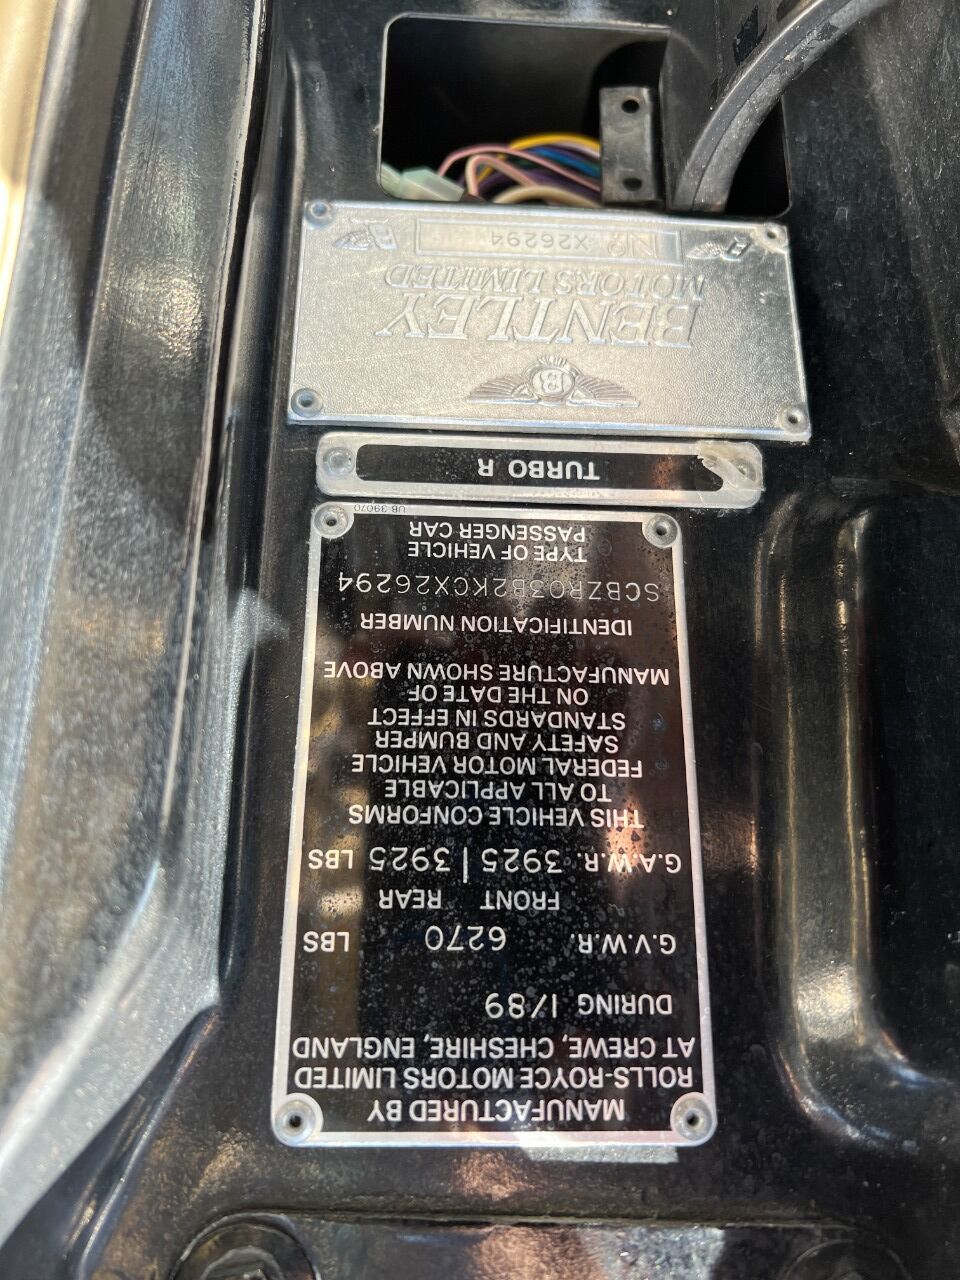 MANUFACTURED BY
ROLLS-ROYCE MOTORS LIMITED
AT CREWE, CHESHIRE, ENGLAND
DURING 1/89
G.V.W.R. 6270 LBS
FRONT REAR
G.A.W.R. 3925 | 3925 LBS
THIS VEHICLE CONFORMS
TO ALL APPLICABLE
FEDERAL MOTOR VEHICLE
SAFETY AND BUMPER
STANDARDS IN EFFECT
ON THE DATE OF
MANUFACTURE SHOWN ABOVE
IDENTIFICATION NUMBER
SCBZR03B2KCX26294
TYPE OF VEHICLE
PASSENGER CAR
UB 39070
TURBO R
B
BENTLEY
MOTORS LIMITED
B
No X26294
B